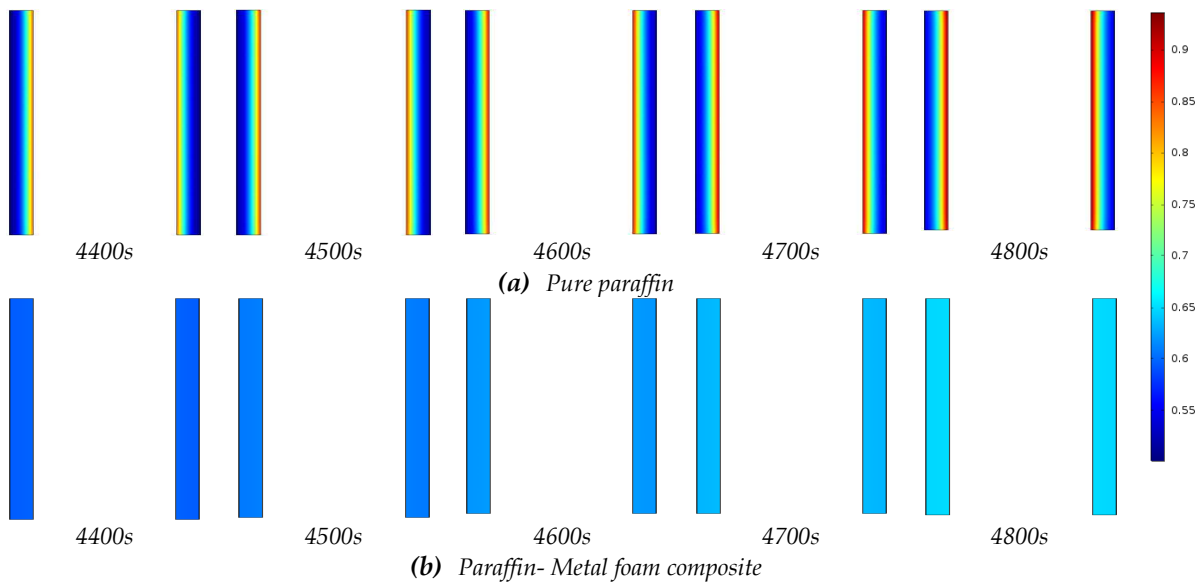 4400s 4500s 4600s 4700s 4800s
(a) Pure paraffin
4400s 4500s 4600s 4700s 4800s
(b) Paraffin- Metal foam composite
0.9
0.85
0.8
0.75
0.7
0.65
0.6
0.55